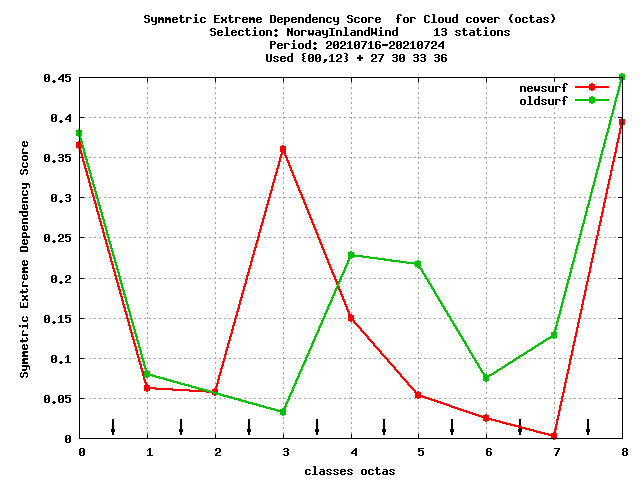 Symmetric Extreme Dependency Score  for Cloud cover (octas)
Selection: NorwayInlandWind     13 stations
Period: 20210716-20210724
Used {00,12} + 27 30 33 36
newsurf
oldsurf
0.45
0.4
0.35
0.3
0.25
0.2
0.15
0.1
0.05
0
Symmetric Extreme Dependency Score
0 1 2 3 4 5 6 7 8
classes octas